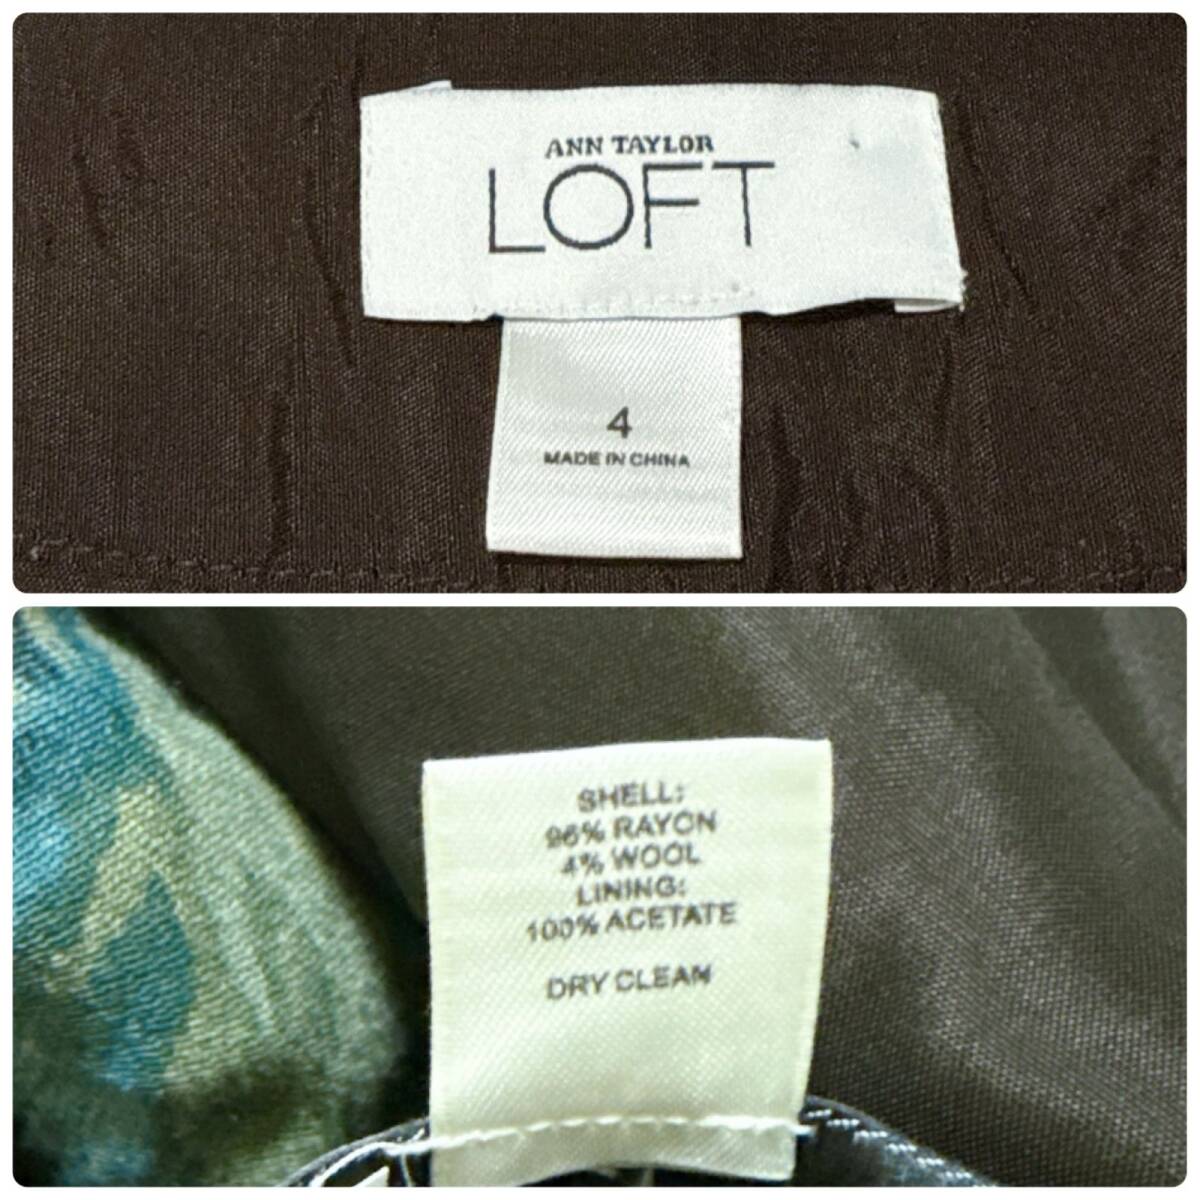 ANN TAYLOR
LOFT
4
MADE IN CHINA
SHELL:
96% RAYON
4% WOOL
LINING:
100% ACETATE
DRY CLEAN